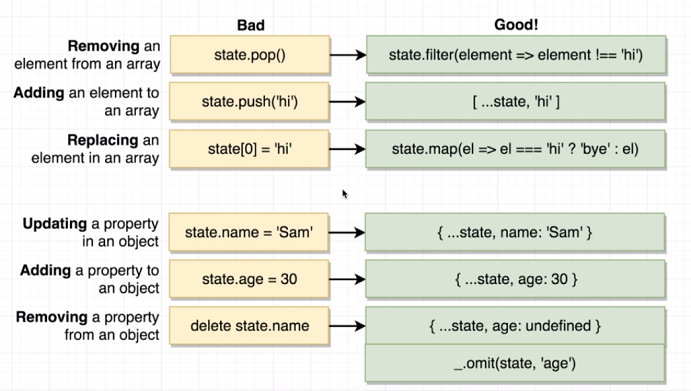 Bad
Good!
Removing an
element from an array
state.pop()
state.filter(element => element !== 'hi')
Adding an element to
an array
state.push('hi')
[ ...state, 'hi' ]
Replacing an
element in an array
state[0] = 'hi'
state.map(el => el === 'hi' ? 'bye' : el)
Updating a property
in an object
state.name = 'Sam'
{ ...state, name: 'Sam' }
Adding a property to
an object
state.age = 30
{ ...state, age: 30 }
Removing a property
from an object
delete state.name
{ ...state, age: undefined }
_.omit(state, 'age')